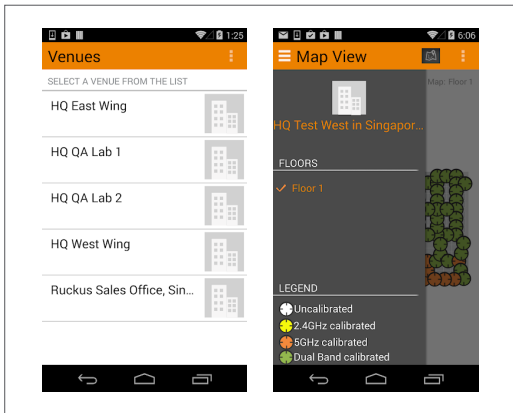 1:25
Venues
SELECT A VENUE FROM THE LIST
HQ East Wing
HQ QA Lab 1
HQ QA Lab 2
HQ West Wing
Ruckus Sales Office, Sin...
6:06
Map View
Map: Floor 1
HQ Test West in Singapor...
FLOORS
Floor 1
LEGEND
Uncalibrated
2.4GHz calibrated
5GHz calibrated
Dual Band calibrated